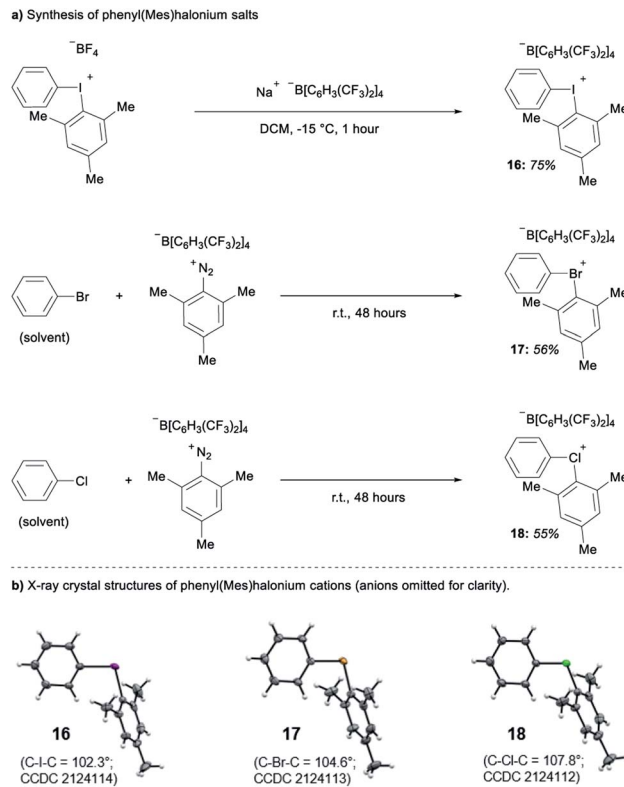 a) Synthesis of phenyl(Mes)halonium salts
⁻BF₄
I⁺
Me
Me
Me
Na⁺ ⁻B[C₆H₃(CF₃)₂]₄
DCM, -15 °C, 1 hour
⁻B[C₆H₃(CF₃)₂]₄
I⁺
Me
Me
16: 75%
Me
Br
(solvent)
+
⁻B[C₆H₃(CF₃)₂]₄
⁺N₂
Me
Me
Me
r.t., 48 hours
⁻B[C₆H₃(CF₃)₂]₄
Br⁺
Me
Me
17: 56%
Me
Cl
(solvent)
+
⁻B[C₆H₃(CF₃)₂]₄
⁺N₂
Me
Me
Me
r.t., 48 hours
⁻B[C₆H₃(CF₃)₂]₄
Cl⁺
Me
Me
18: 55%
Me
b) X-ray crystal structures of phenyl(Mes)halonium cations (anions omitted for clarity).
16
(C-I-C = 102.3°;
CCDC 2124114)
17
(C-Br-C = 104.6°;
CCDC 2124113)
18
(C-Cl-C = 107.8°;
CCDC 2124112)